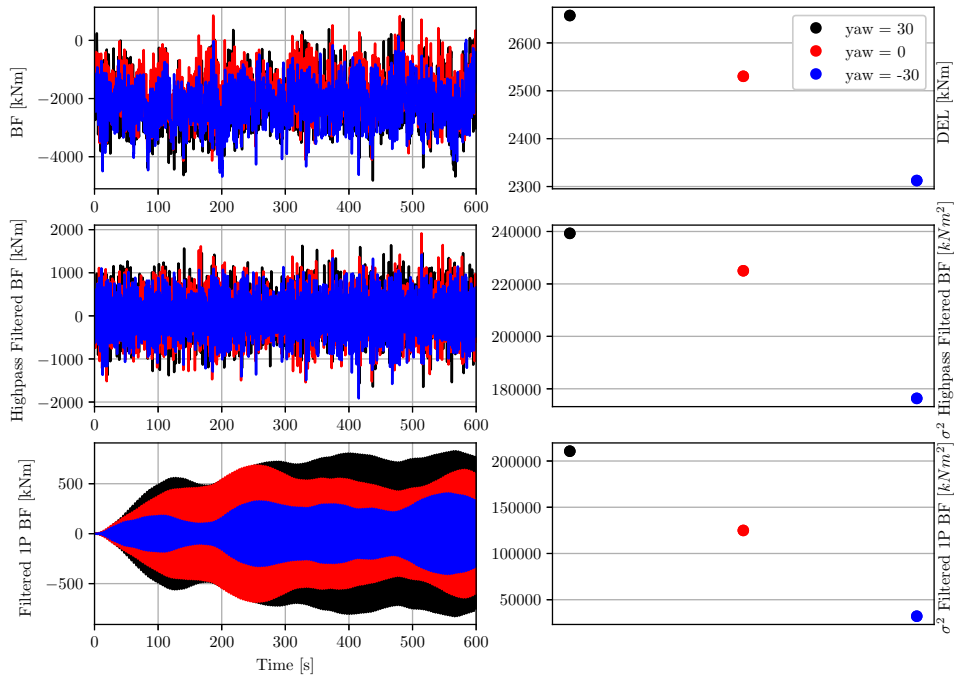 BF [kNm]
0
−2000
−4000
0 100 200 300 400 500 600
2600
2500
2400
2300
DEL [kNm]
yaw = 30
yaw = 0
yaw = -30
Highpass Filtered BF [kNm]
2000
1000
0
−1000
−2000
0 100 200 300 400 500 600
240000
220000
200000
180000
σ² Highpass Filtered BF [kNm²]
Filtered 1P BF [kNm]
500
0
−500
0 100 200 300 400 500 600
Time [s]
200000
150000
100000
50000
σ² Filtered 1P BF [kNm²]